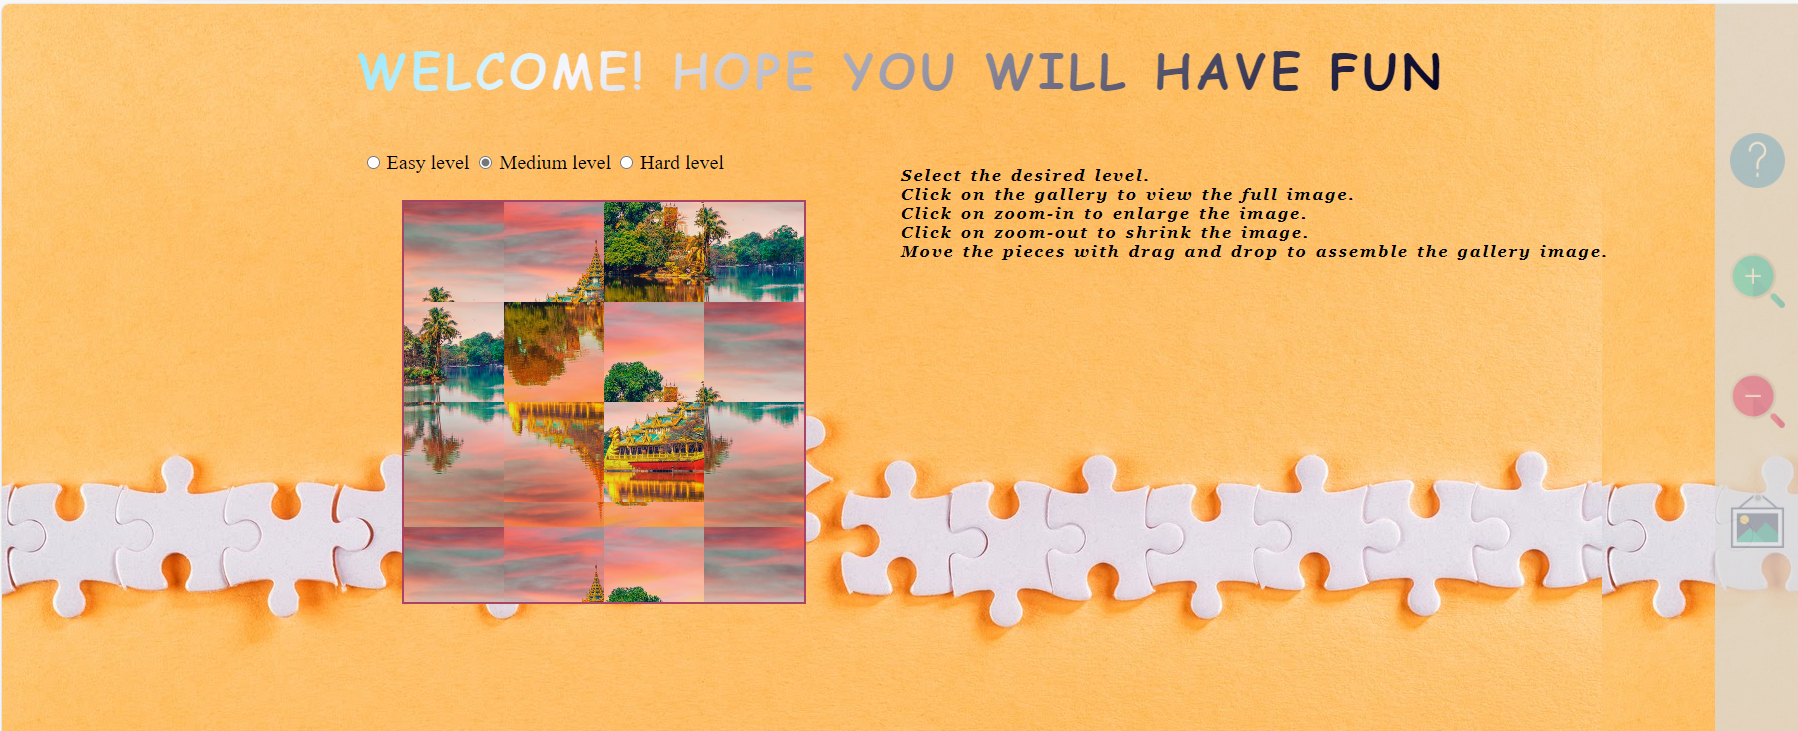 WELCOME! HOPE YOU WILL HAVE FUN
Easy level Medium level Hard level
Select the desired level.
Click on the gallery to view the full image.
Click on zoom-in to enlarge the image.
Click on zoom-out to shrink the image.
Move the pieces with drag and drop to assemble the gallery image.